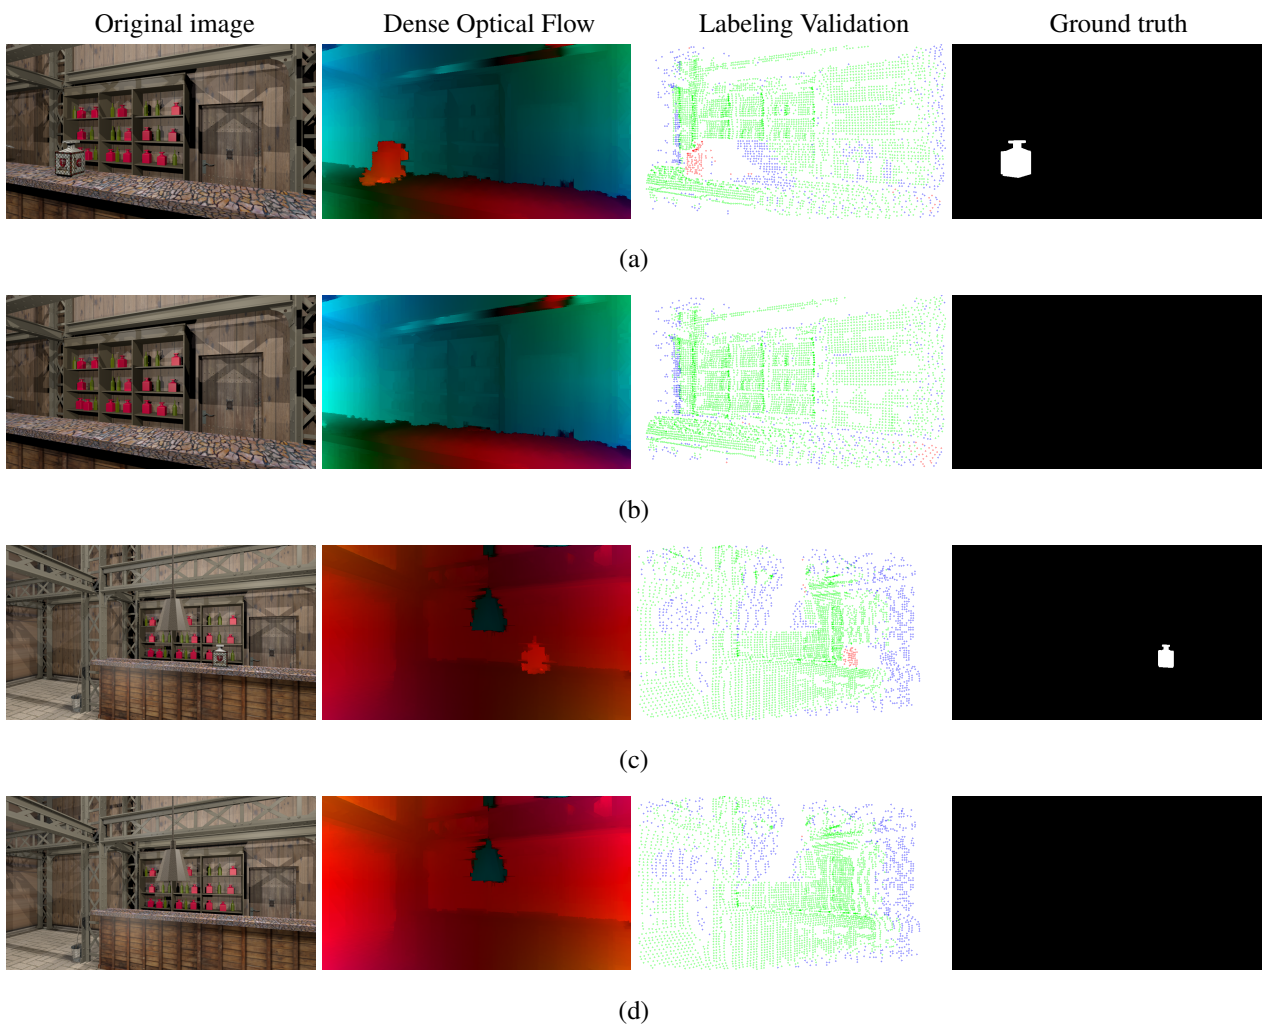 Original image
Dense Optical Flow
Labeling Validation
Ground truth
(a)
(b)
(c)
(d)